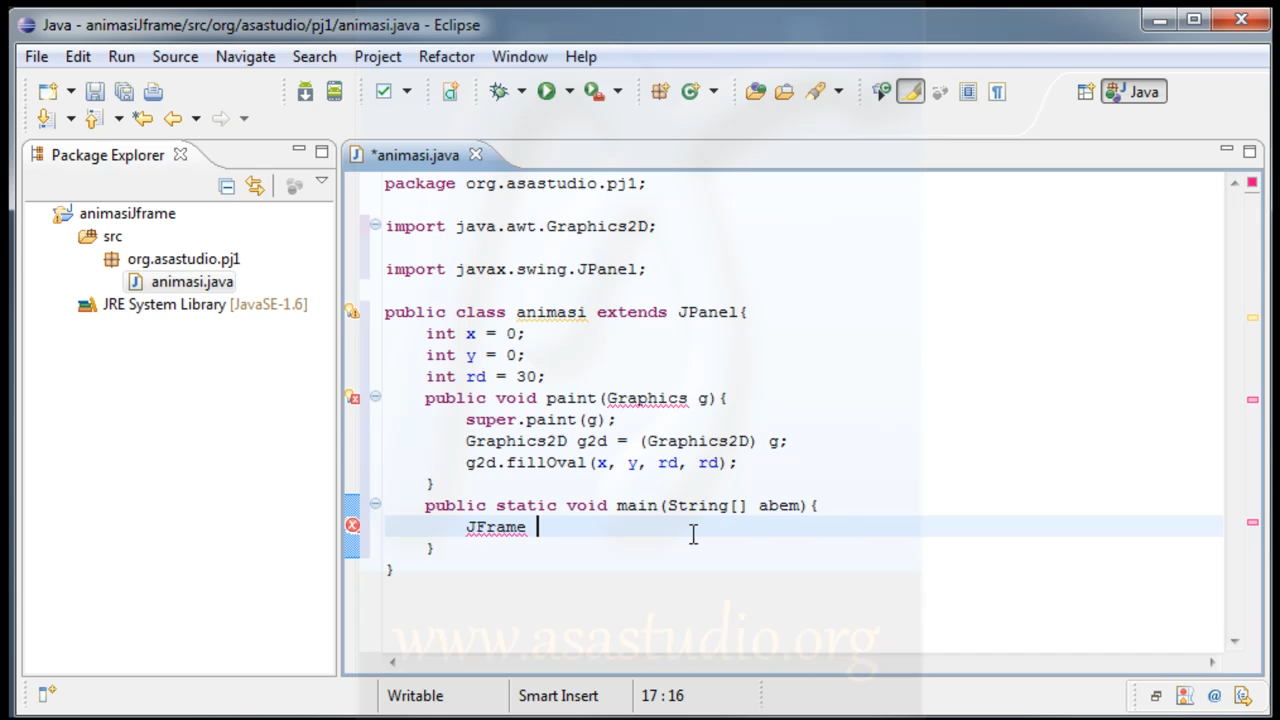 Java - animasiJframe/src/org/asastudio/pj1/animasi.java - Eclipse
File Edit Run Source Navigate Search Project Refactor Window Help
Java
Package Explorer
animasiJframe
src
org.asastudio.pj1
animasi.java
JRE System Library [JavaSE-1.6]
*animasi.java
package org.asastudio.pj1;
import java.awt.Graphics2D;
import javax.swing.JPanel;
public class animasi extends JPanel{
int x = 0;
int y = 0;
int rd = 30;
public void paint(Graphics g){
super.paint(g);
Graphics2D g2d = (Graphics2D) g;
g2d.fillOval(x, y, rd, rd);
}
public static void main(String[] abem){
JFrame
}
}
www.asastudio.org
Writable Smart Insert 17 : 16